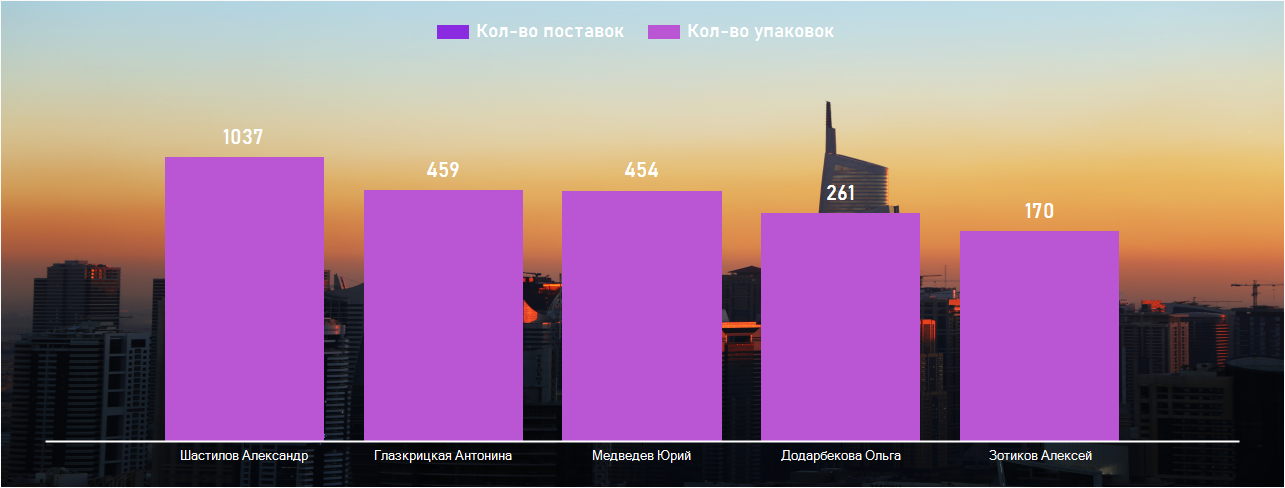 Кол-во поставок Кол-во упаковок
1037
459
454
261
170
Шастилов Александр Глазкрицкая Антонина Медведев Юрий Додарбекова Ольга Зотиков Алексей